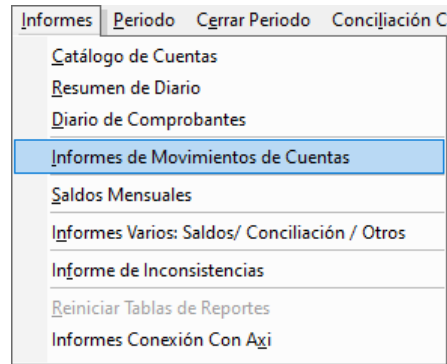 Informes Periodo Cerrar Periodo Conciliación C
Catálogo de Cuentas
Resumen de Diario
Diario de Comprobantes
Informes de Movimientos de Cuentas
Saldos Mensuales
Informes Varios: Saldos/ Conciliación / Otros
Informe de Inconsistencias
Reiniciar Tablas de Reportes
Informes Conexión Con Axi